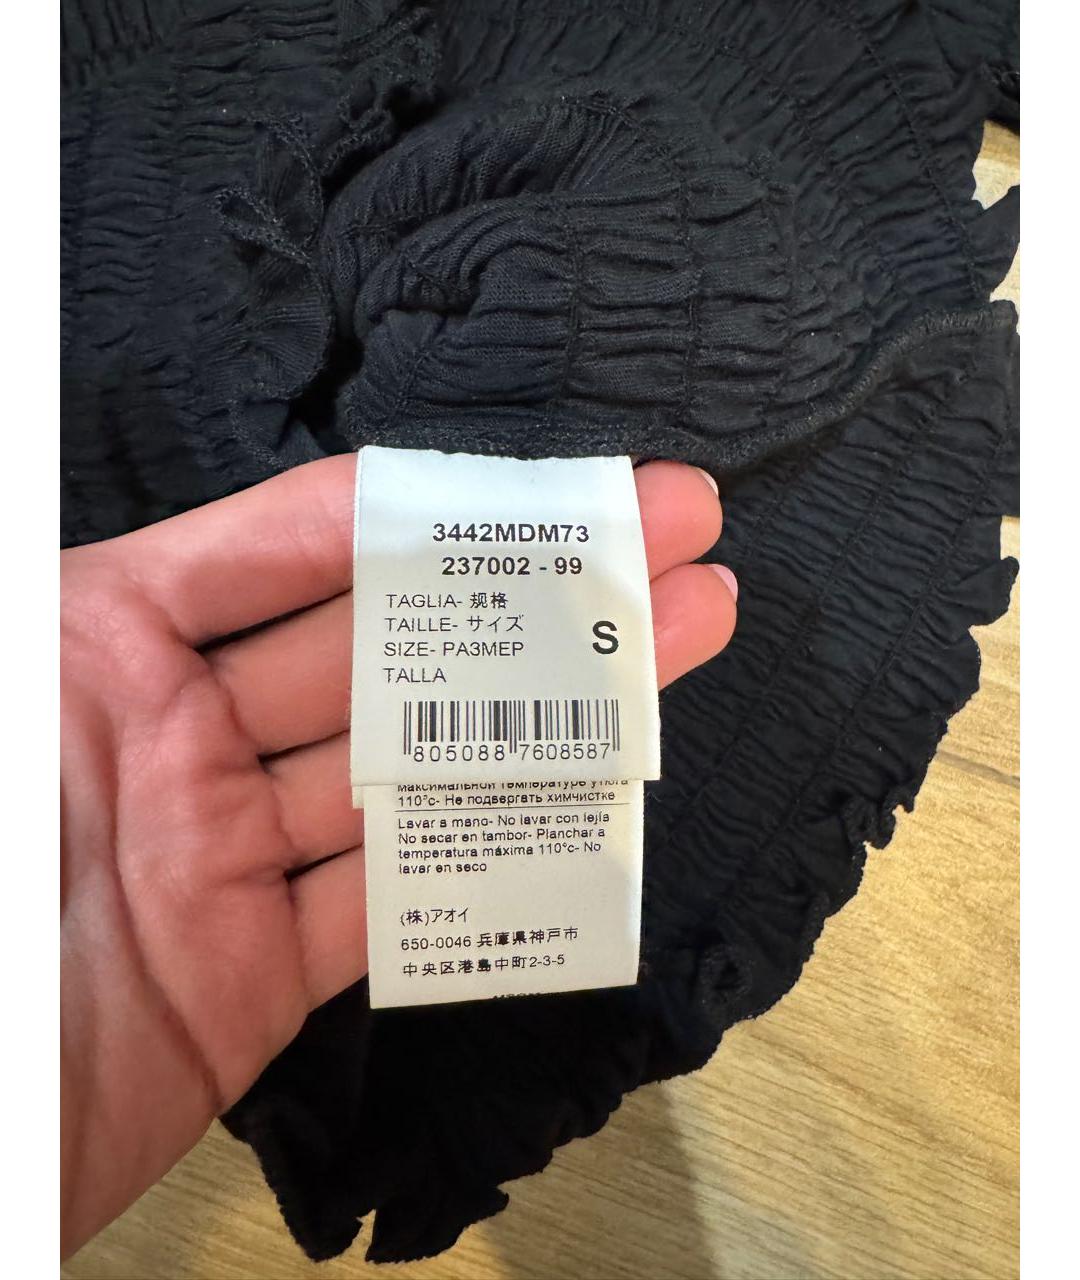 3442MDM73
237002 - 99
TAGLIA- 规格
TAILLE- サイズ
SIZE- РАЗМЕР
TALLA
S
805088 7608587
максимальной температуре утюга
110°с- Не подвергать химчистке
Lavar a mano- No lavar con lejía
No secar en tambor- Planchar a
temperatura máxima 110°c- No
lavar en seco
(株)アオイ
650-0046 兵庫県神戸市
中央区港島中町2-3-5